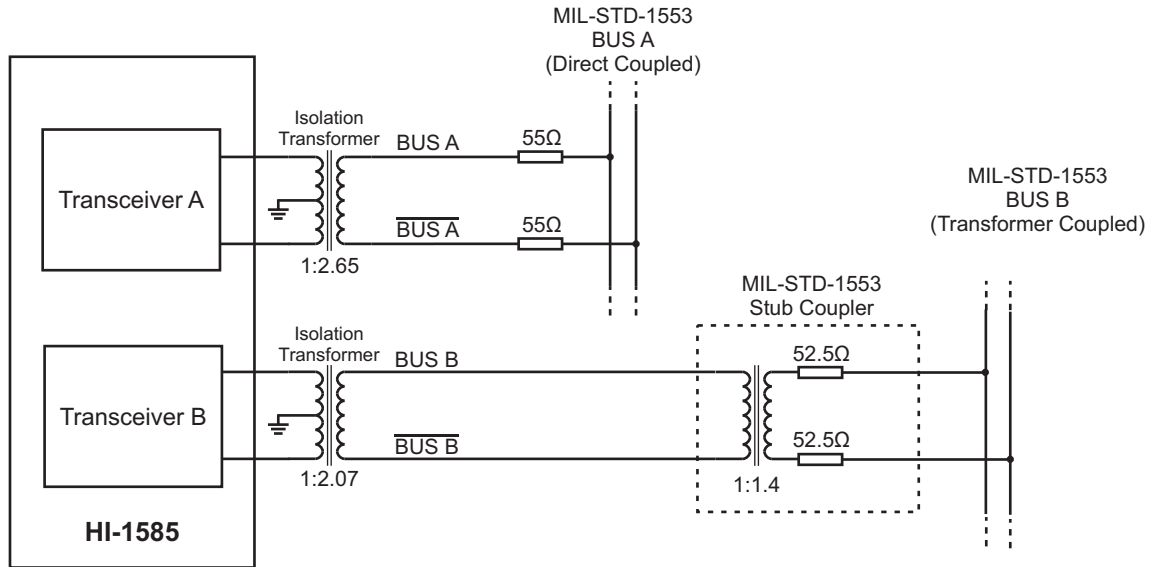 MIL-STD-1553
BUS A
(Direct Coupled)
Isolation
Transformer
BUS A
55Ω
Transceiver A
BUS A
55Ω
1:2.65
MIL-STD-1553
BUS B
(Transformer Coupled)
MIL-STD-1553
Stub Coupler
Isolation
Transformer
BUS B
52.5Ω
Transceiver B
BUS B
52.5Ω
1:2.07
1:1.4
HI-1585